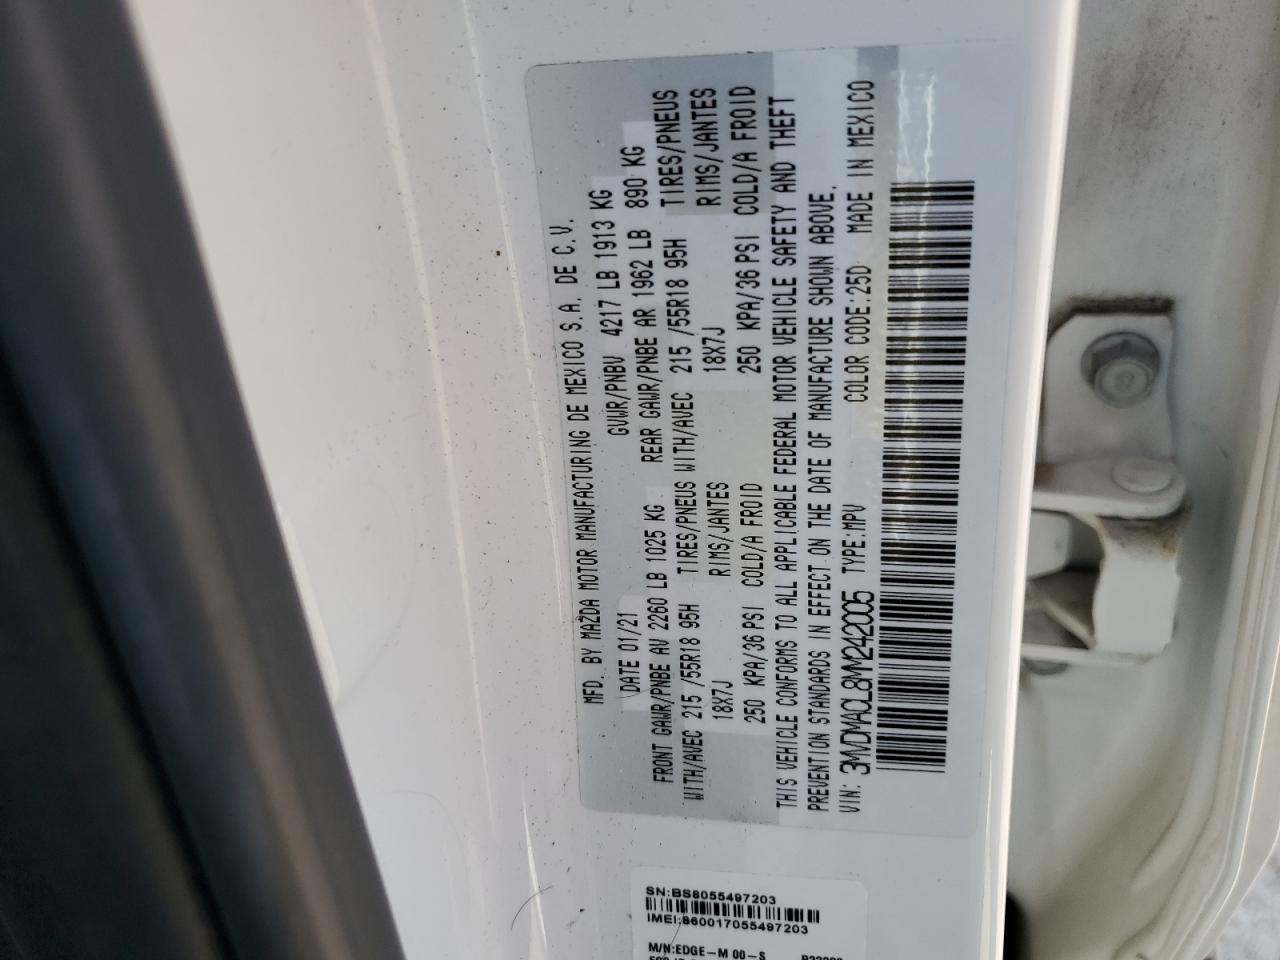 MFD. BY MAZDA MOTOR MANUFACTURING DE MEXICO S.A. DE C.V.
DATE 01/21 GVWR/PNBV 4217 LB 1913 KG
FRONT GAWR/PNBE AV 2260 LB 1025 KG REAR GAWR/PNBE AR 1962 LB 890 KG
WITH/AVEC 215 /55R18 95H TIRES/PNEUS WITH/AVEC 215 /55R18 95H TIRES/PNEUS
18X7J RIMS/JANTES 18X7J RIMS/JANTES
250 KPA/36 PSI COLD/A FROID 250 KPA/36 PSI COLD/A FROID
THIS VEHICLE CONFORMS TO ALL APPLICABLE FEDERAL MOTOR VEHICLE SAFETY AND THEFT
PREVENTION STANDARDS IN EFFECT ON THE DATE OF MANUFACTURE SHOWN ABOVE.
VIN: 3MVDMACL8MM242005 TYPE:MPV COLOR CODE:25D MADE IN MEXICO
SN:BS8055497203
IMEI:860017055497203
M/N:EDGE-M 00-S